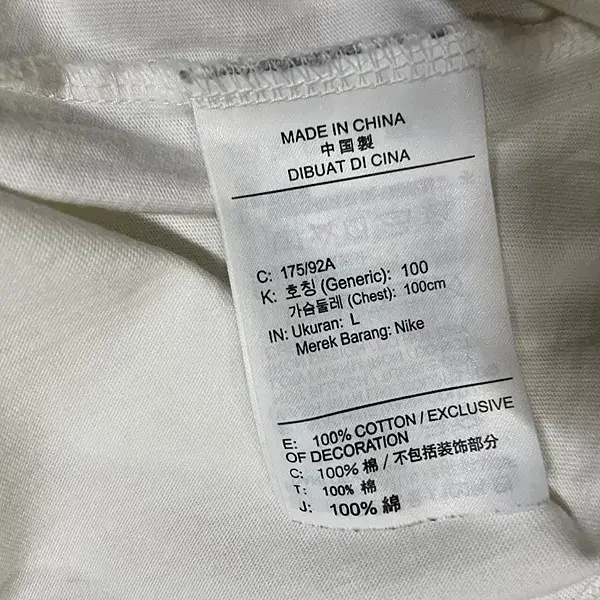 MADE IN CHINA
中国製
DIBUAT DI CINA
C: 175/92A
K: 호칭 (Generic): 100
가슴둘레 (Chest): 100cm
IN: Ukuran: L
Merek Barang: Nike
E: 100% COTTON / EXCLUSIVE
OF DECORATION
C: 100% 棉 / 不包括装饰部分
T: 100% 棉
J: 100% 綿